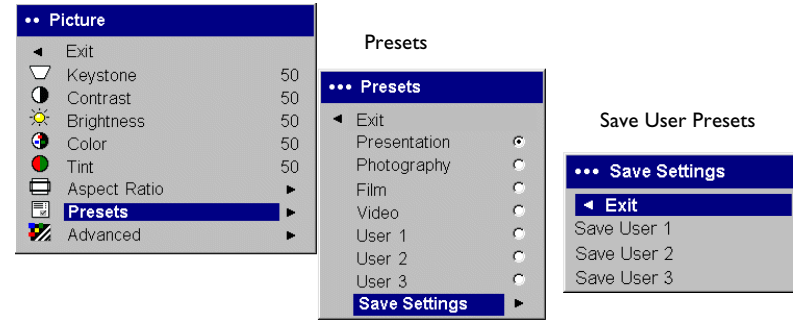 •• Picture
Exit
Keystone 50
Contrast 50
Brightness 50
Color 50
Tint 50
Aspect Ratio
Presets
Advanced
Presets
••• Presets
Exit
Presentation
Photography
Film
Video
User 1
User 2
User 3
Save Settings
Save User Presets
••• Save Settings
Exit
Save User 1
Save User 2
Save User 3